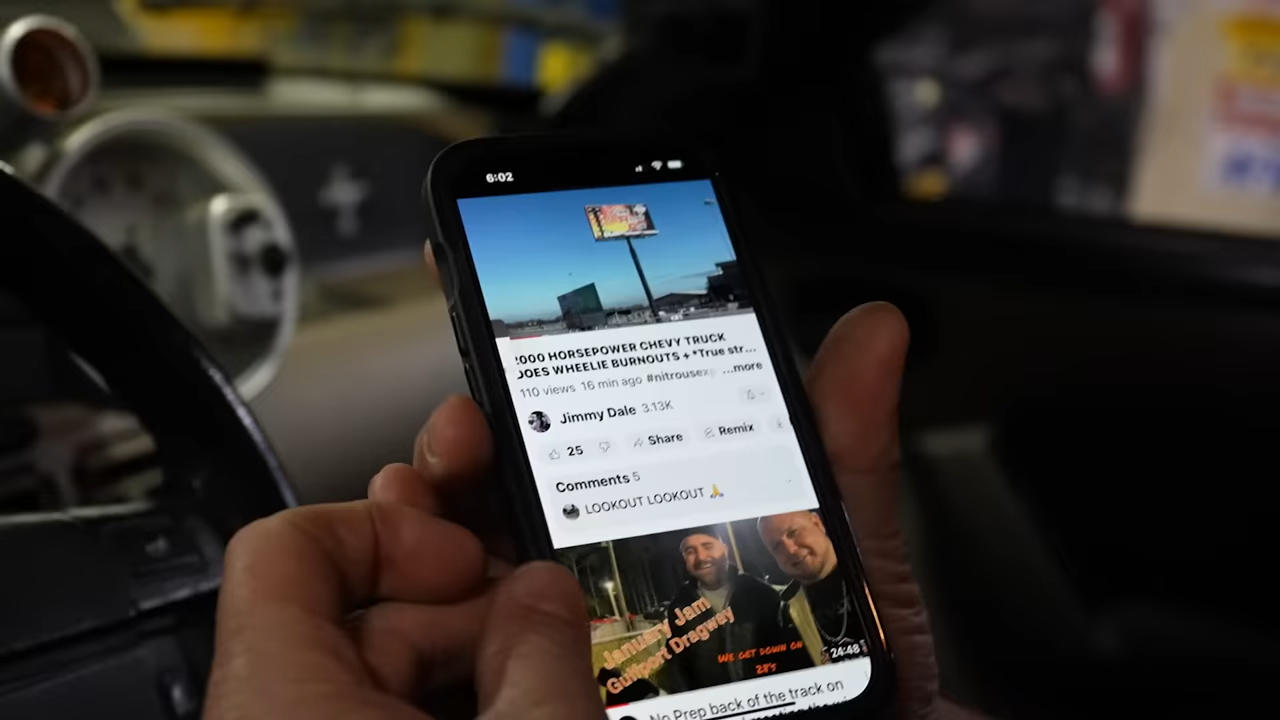 6:02
2000 HORSEPOWER CHEVY TRUCK
DOES WHEELIE BURNOUTS + *True str...
110 views 16 min ago #nitrousex ...more
Jimmy Dale 3.13K
25 Share Remix
Comments 5
LOOKOUT LOOKOUT 🙏
January Jam
Gulfport Dragway
WE GET DOWN ON
28's
24:48
No Prep back of the track on